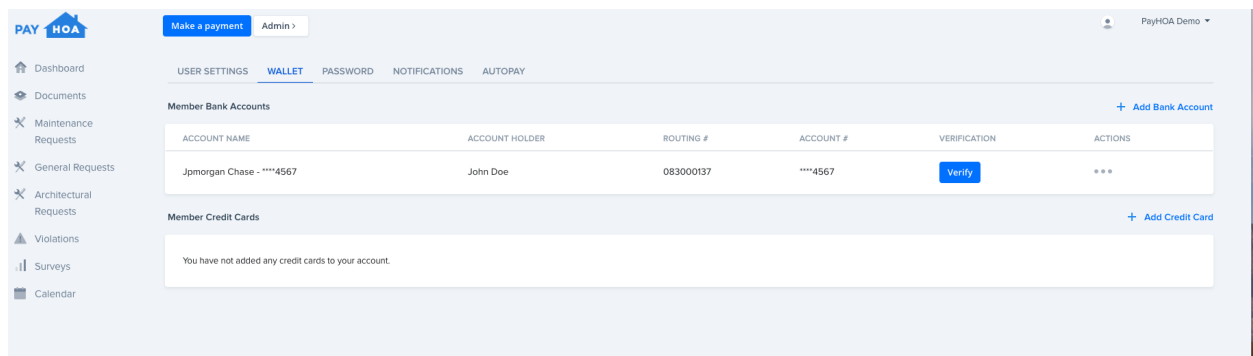 PAY HOA
Make a payment
Admin >
PayHOA Demo
Dashboard
Documents
Maintenance
Requests
General Requests
Architectural
Requests
Violations
Surveys
Calendar
USER SETTINGS WALLET PASSWORD NOTIFICATIONS AUTOPAY
Member Bank Accounts
+ Add Bank Account
ACCOUNT NAME ACCOUNT HOLDER ROUTING # ACCOUNT # VERIFICATION ACTIONS
Jpmorgan Chase - ****4567 John Doe 083000137 ****4567 Verify
Member Credit Cards
+ Add Credit Card
You have not added any credit cards to your account.